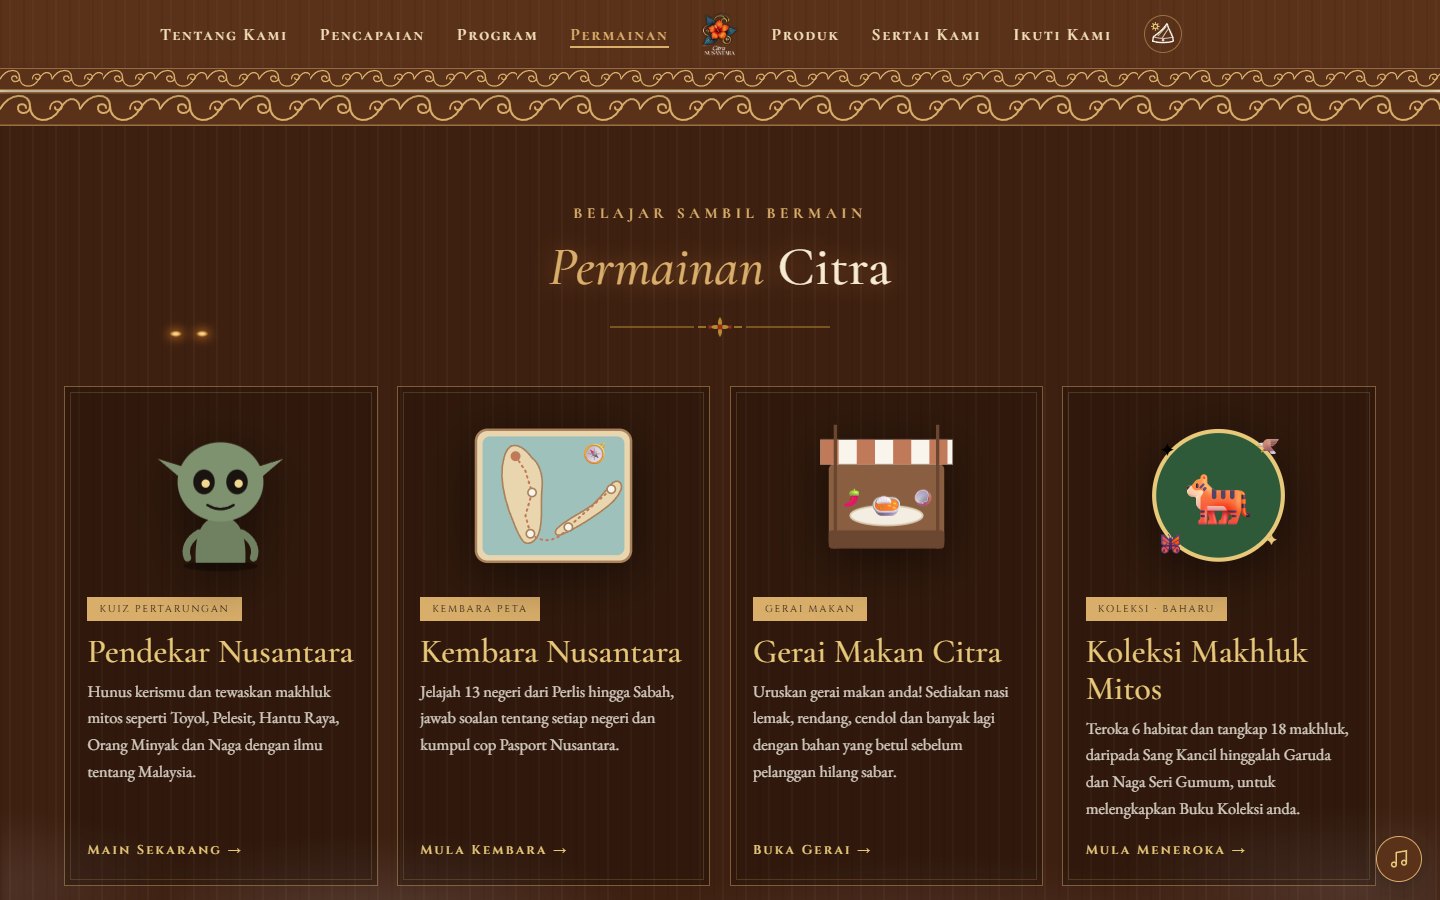 Tentang Kami
Pencapaian
Program
Permainan
Citra
NUSANTARA
Produk
Sertai Kami
Ikuti Kami
BELAJAR SAMBIL BERMAIN
Permainan Citra
KUIZ PERTARUNGAN
Pendekar Nusantara
Hunus kerismu dan tewaskan makhluk
mitos seperti Toyol, Pelesit, Hantu Raya,
Orang Minyak dan Naga dengan ilmu
tentang Malaysia.
Main Sekarang →
KEMBARA PETA
Kembara Nusantara
Jelajah 13 negeri dari Perlis hingga Sabah,
jawab soalan tentang setiap negeri dan
kumpul cop Pasport Nusantara.
Mula Kembara →
GERAI MAKAN
Gerai Makan Citra
Uruskan gerai makan anda! Sediakan nasi
lemak, rendang, cendol dan banyak lagi
dengan bahan yang betul sebelum
pelanggan hilang sabar.
Buka Gerai →
KOLEKSI · BAHARU
Koleksi Makhluk
Mitos
Teroka 6 habitat dan tangkap 18 makhluk,
daripada Sang Kancil hinggalah Garuda
dan Naga Seri Gumum, untuk
melengkapkan Buku Koleksi anda.
Mula Meneroka →